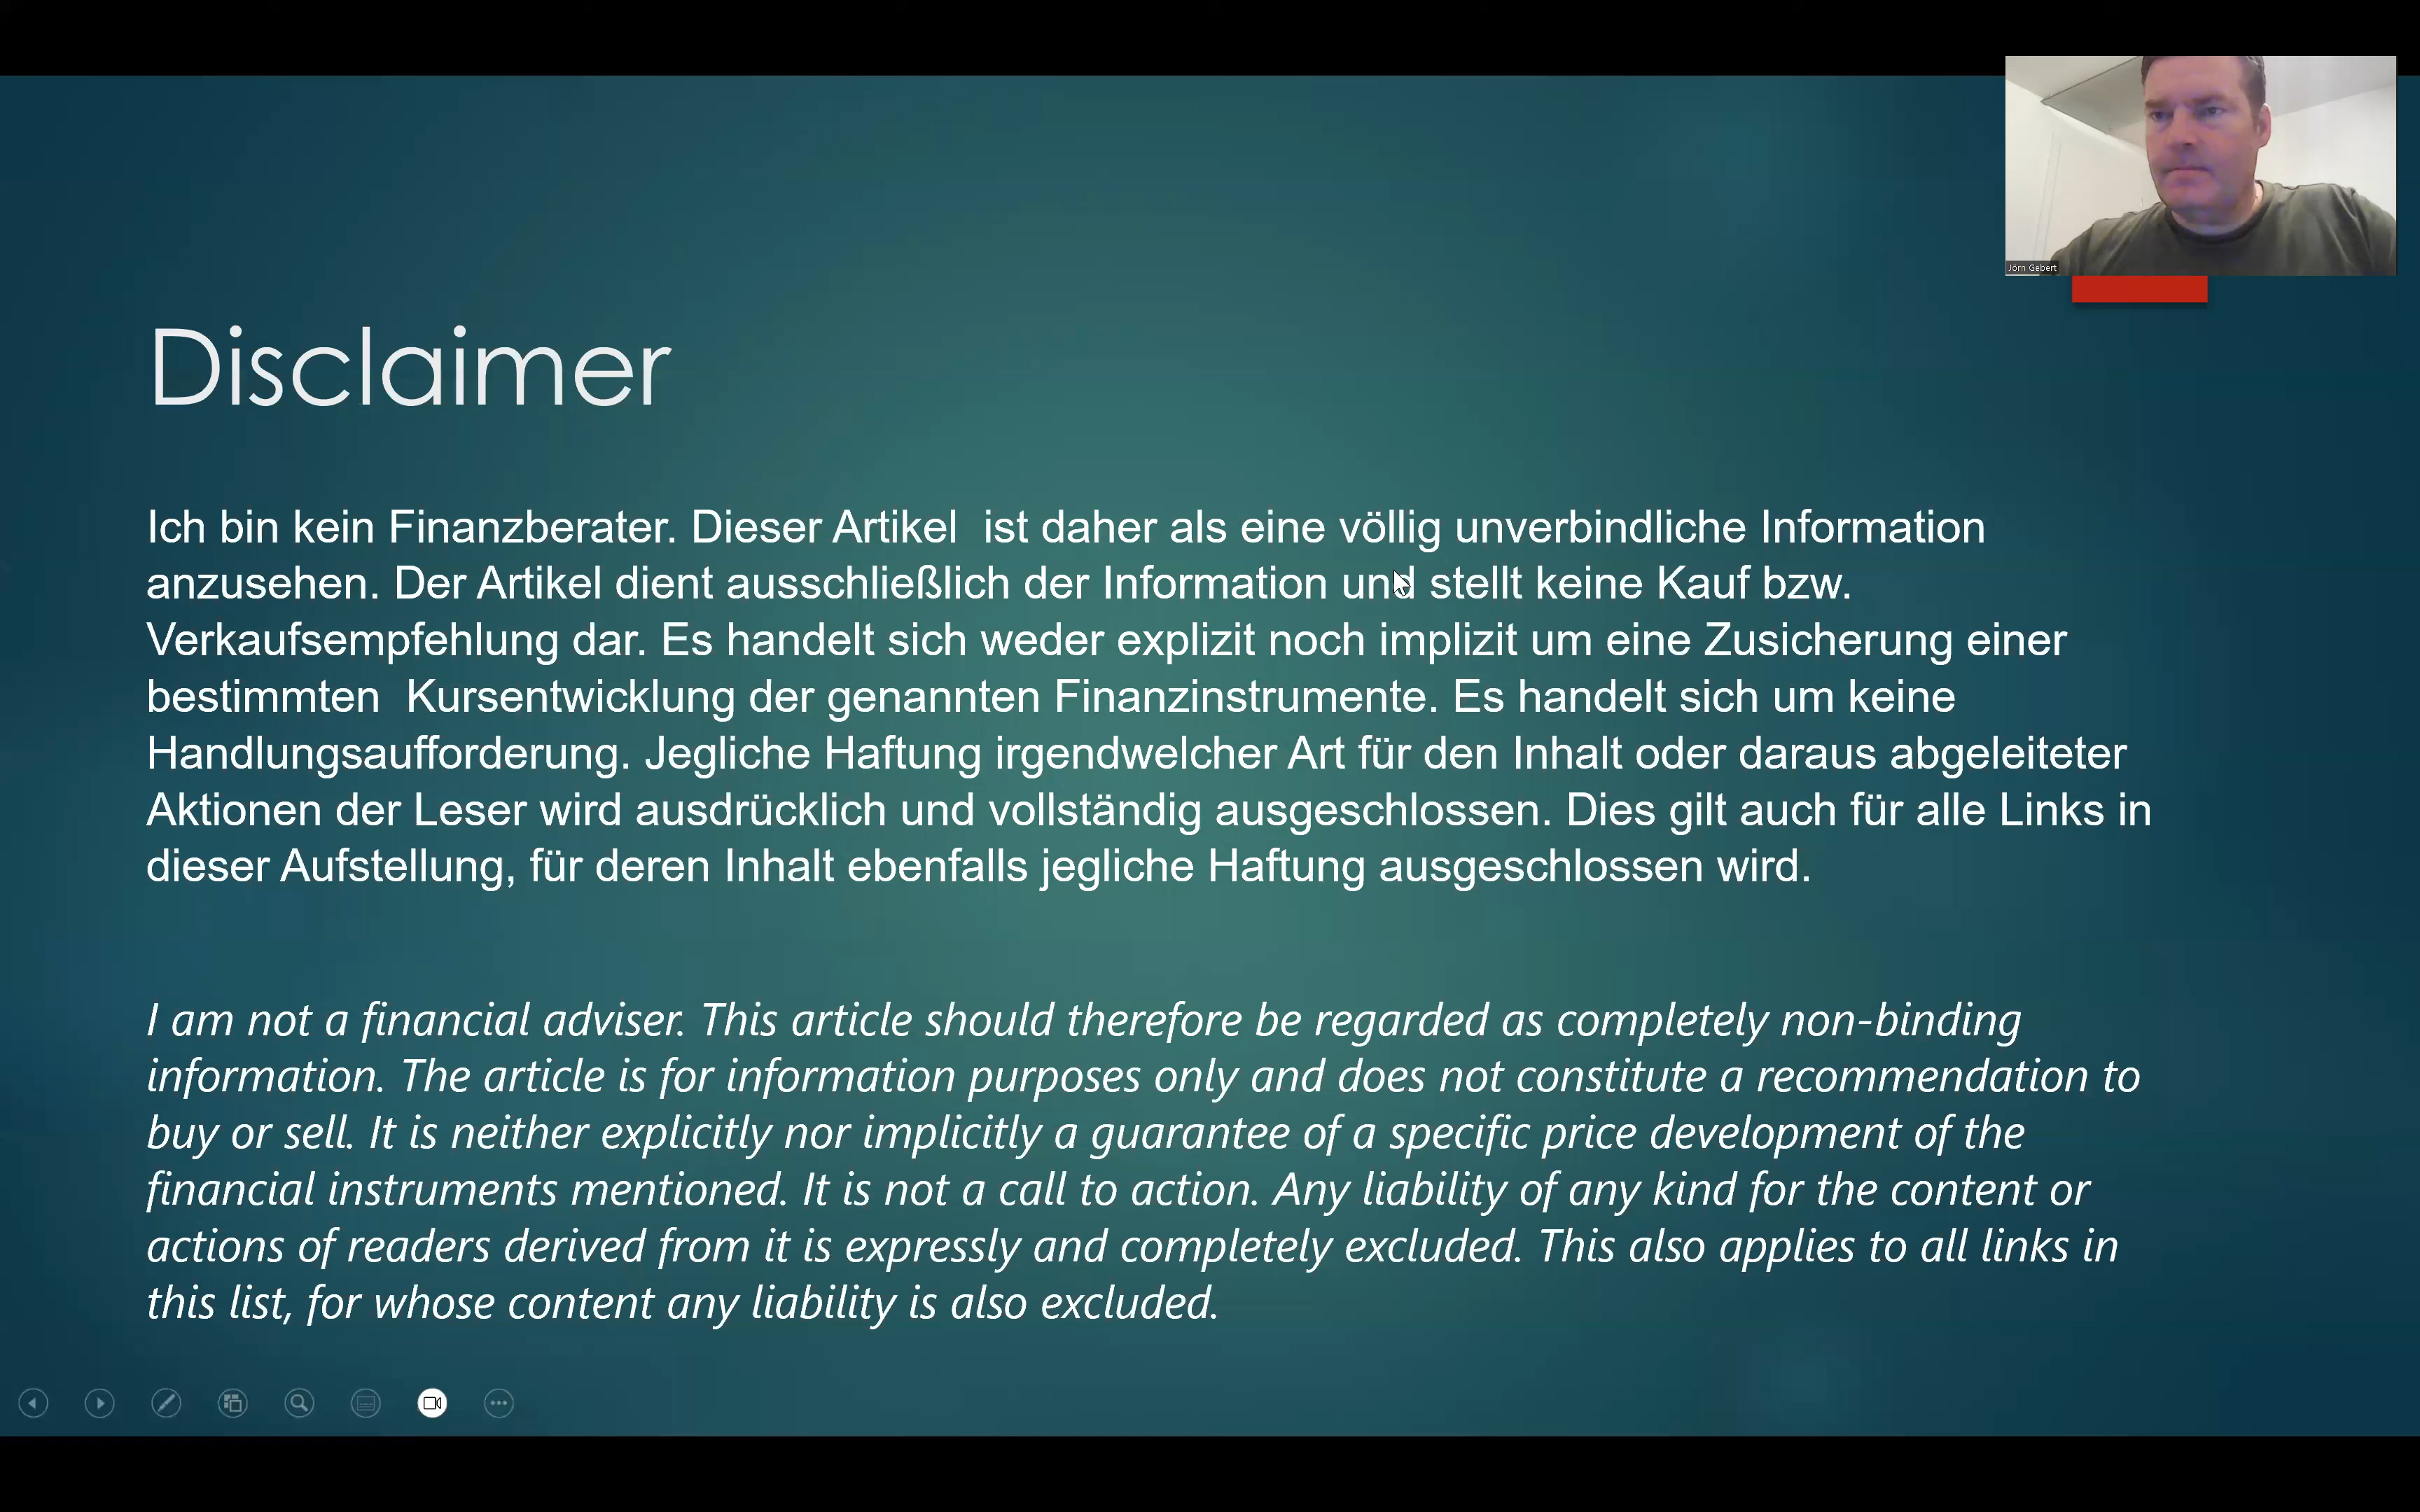 Jörn Gebert
Disclaimer
Ich bin kein Finanzberater. Dieser Artikel  ist daher als eine völlig unverbindliche Information
anzusehen. Der Artikel dient ausschließlich der Information und stellt keine Kauf bzw.
Verkaufsempfehlung dar. Es handelt sich weder explizit noch implizit um eine Zusicherung einer
bestimmten  Kursentwicklung der genannten Finanzinstrumente. Es handelt sich um keine
Handlungsaufforderung. Jegliche Haftung irgendwelcher Art für den Inhalt oder daraus abgeleiteter
Aktionen der Leser wird ausdrücklich und vollständig ausgeschlossen. Dies gilt auch für alle Links in
dieser Aufstellung, für deren Inhalt ebenfalls jegliche Haftung ausgeschlossen wird.
I am not a financial adviser. This article should therefore be regarded as completely non-binding
information. The article is for information purposes only and does not constitute a recommendation to
buy or sell. It is neither explicitly nor implicitly a guarantee of a specific price development of the
financial instruments mentioned. It is not a call to action. Any liability of any kind for the content or
actions of readers derived from it is expressly and completely excluded. This also applies to all links in
this list, for whose content any liability is also excluded.